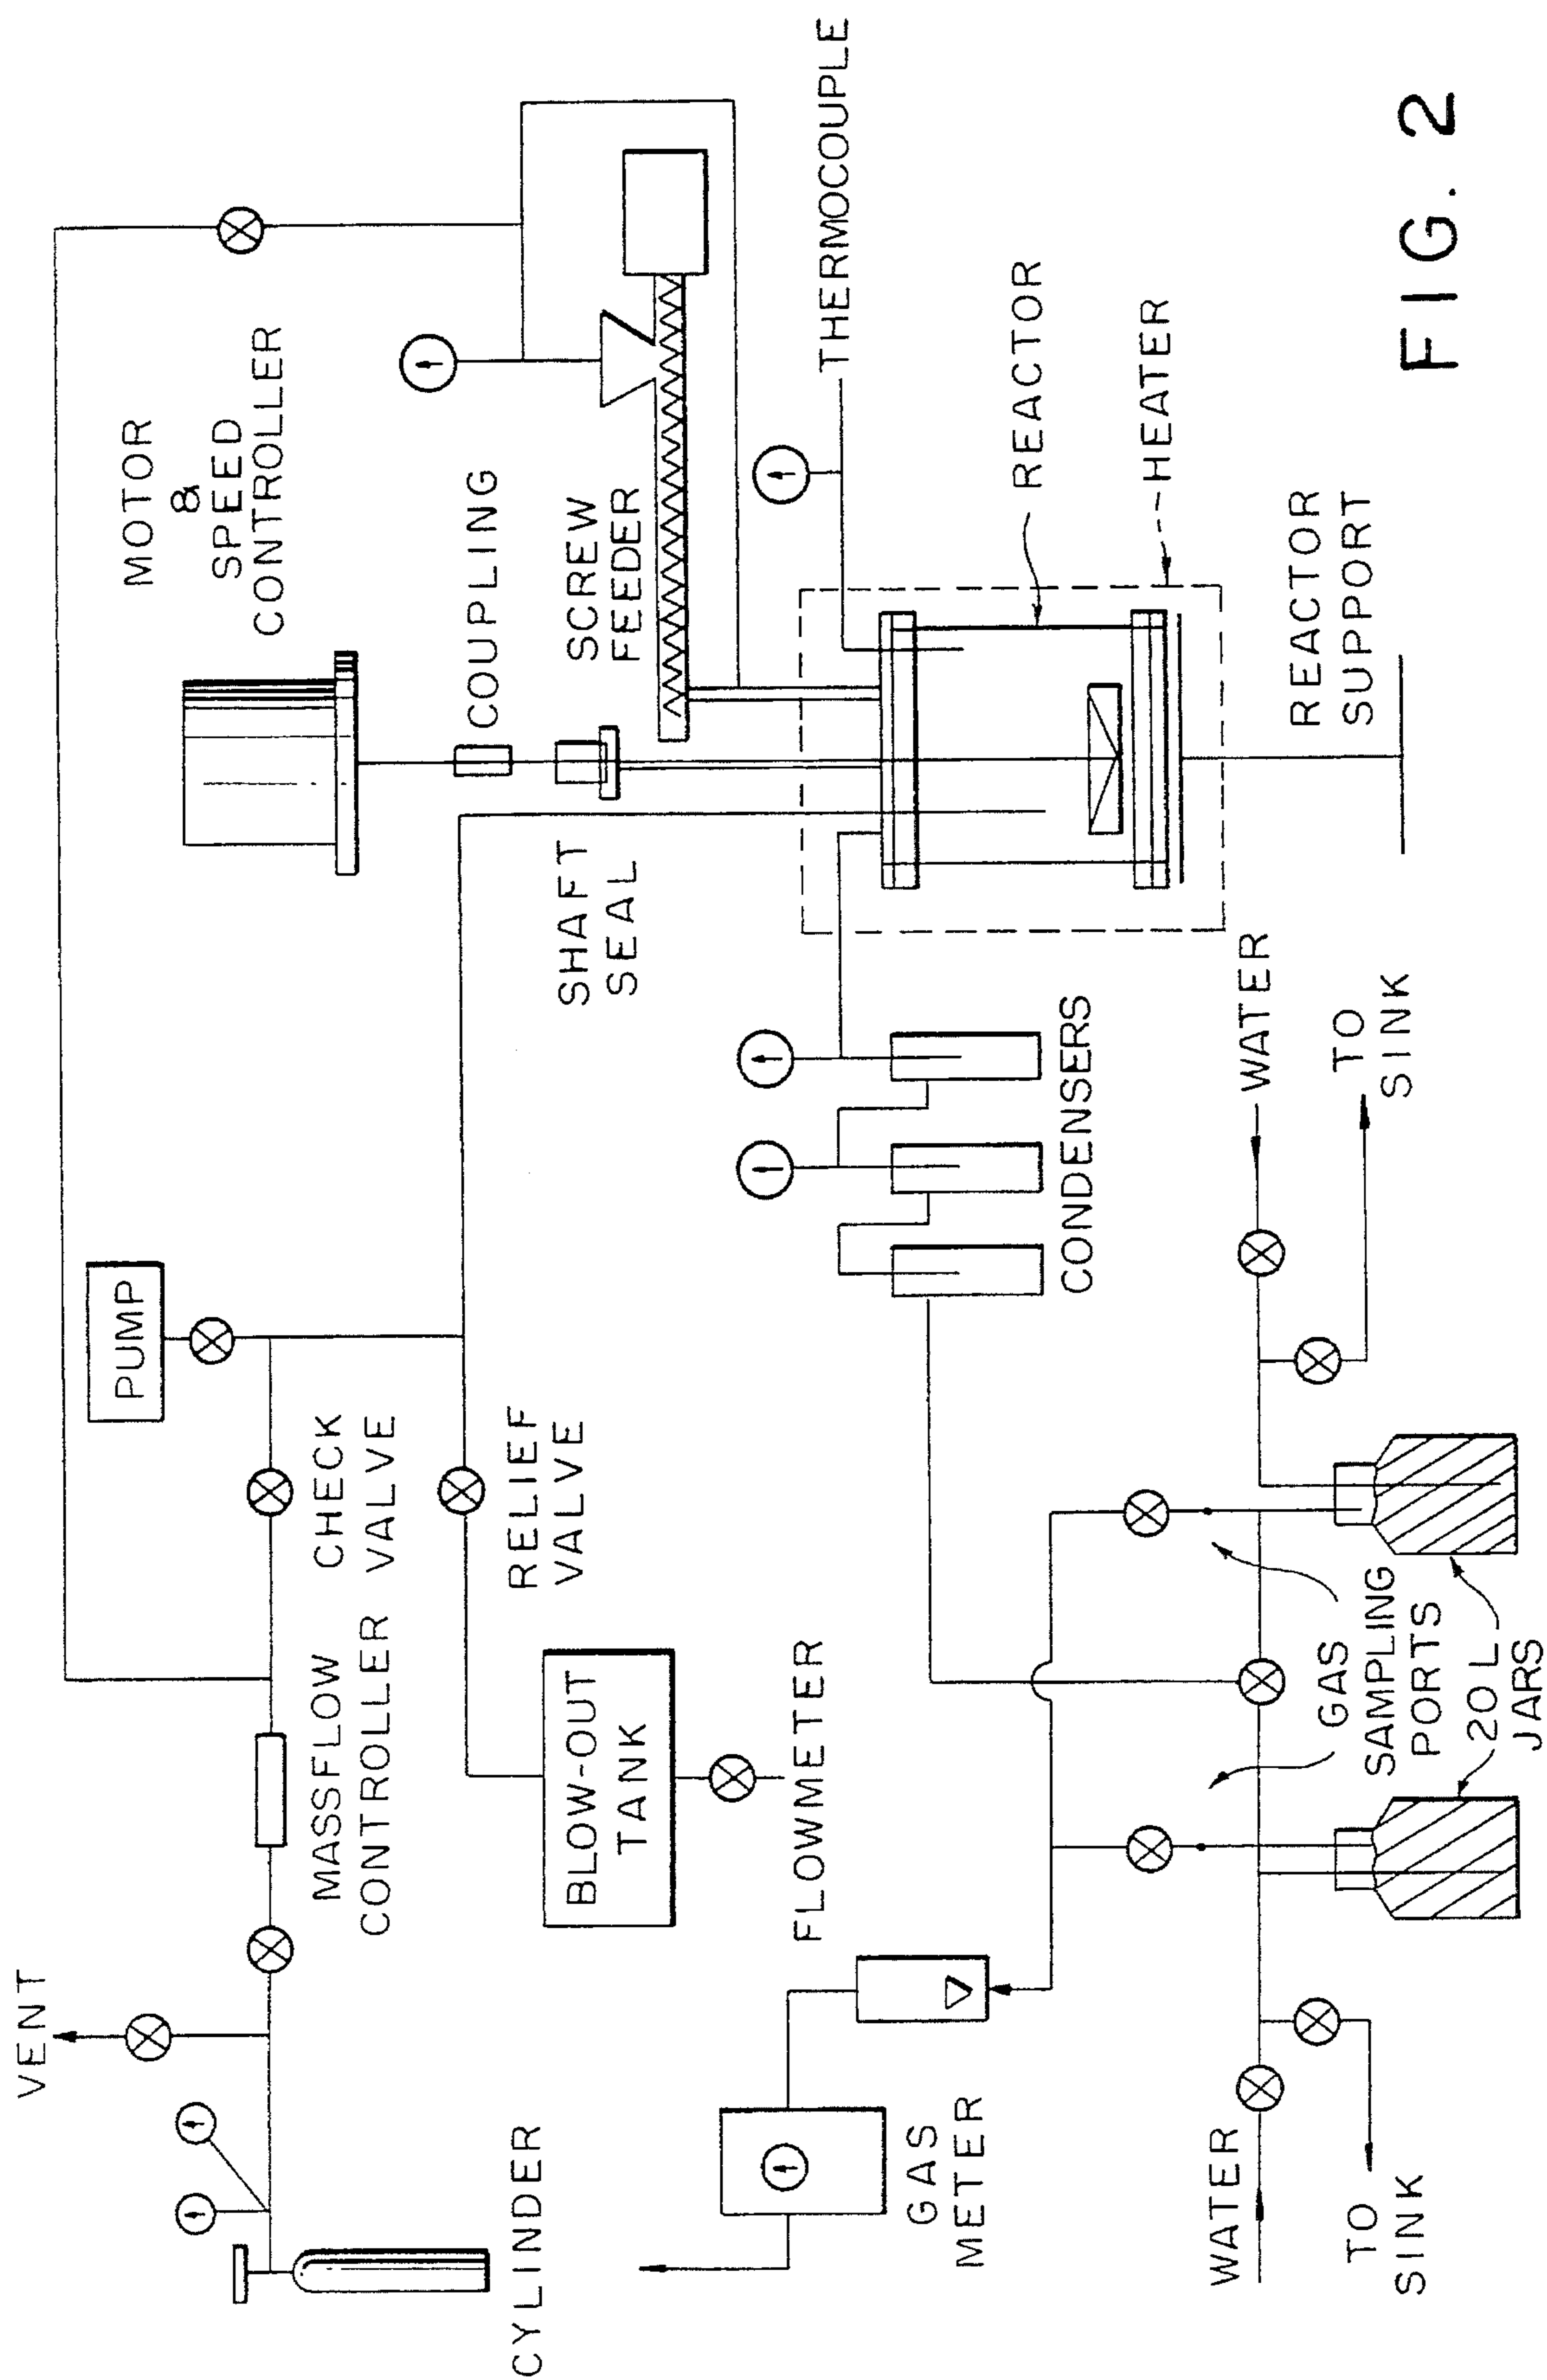 VENT
PUMP
MOTOR
&
SPEED
CONTROLLER
CHECK
VALVE
MASSFLOW
CONTROLLER
CYLINDER
RELIEF
VALVE
COUPLING
SHAFT
SEAL
SCREW
FEEDER
BLOW-OUT
TANK
FLOWMETER
THERMOCOUPLE
GAS
METER
CONDENSERS
REACTOR
HEATER
REACTOR
SUPPORT
WATER
TO
SINK
WATER
TO
SINK
GAS
SAMPLING
PORTS
20 L
JARS
FIG. 2